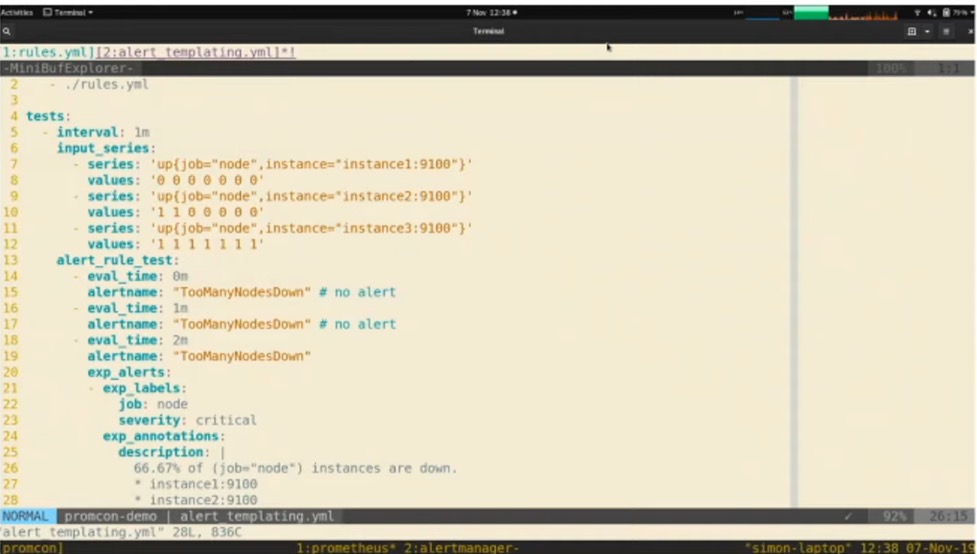 Activities Terminal 7 Nov 12:38 79%
Terminal
1:rules.yml][2:alert_templating.yml]*!
-MiniBufExplorer- 100% 1:1
2 - ./rules.yml
3
4 tests:
5 - interval: 1m
6 input_series:
7 - series: 'up{job="node",instance="instance1:9100"}'
8 values: '0 0 0 0 0 0 0'
9 - series: 'up{job="node",instance="instance2:9100"}'
10 values: '1 1 0 0 0 0 0'
11 - series: 'up{job="node",instance="instance3:9100"}'
12 values: '1 1 1 1 1 1 1'
13 alert_rule_test:
14 - eval_time: 0m
15 alertname: "TooManyNodesDown" # no alert
16 - eval_time: 1m
17 alertname: "TooManyNodesDown" # no alert
18 - eval_time: 2m
19 alertname: "TooManyNodesDown"
20 exp_alerts:
21 - exp_labels:
22 job: node
23 severity: critical
24 exp_annotations:
25 description: |
26 66.67% of (job="node") instances are down.
27 * instance1:9100
28 * instance2:9100
NORMAL promcon-demo | alert_templating.yml ✓ 92% 26:15
"alert_templating.yml" 28L, 836C
promcon] 1:prometheus* 2:alertmanager- "simon-laptop" 12:38 07-Nov-19